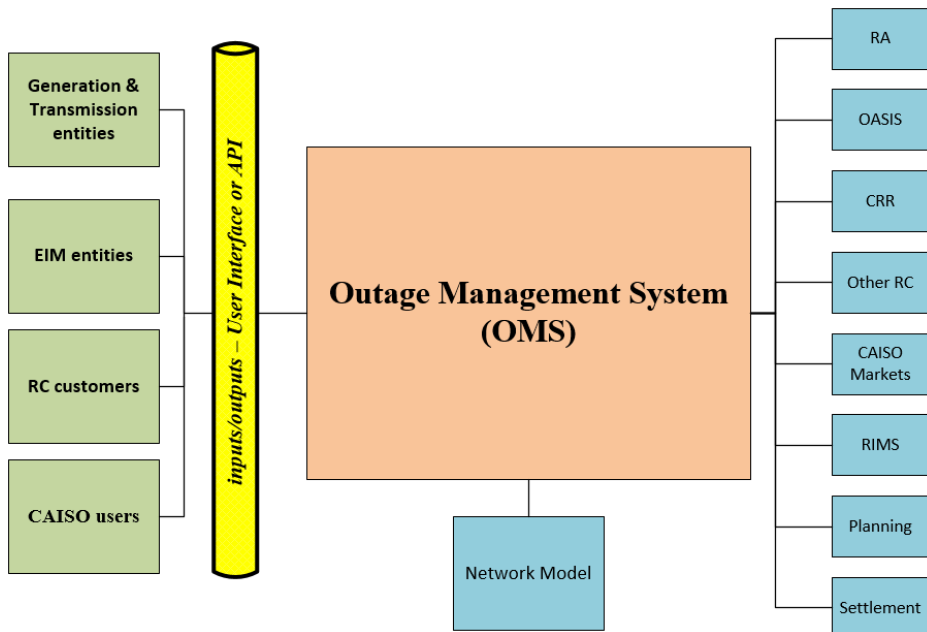 Generation &
Transmission
entities
EIM entities
RC customers
CAISO users
inputs/outputs – User Interface or API
Outage Management System
(OMS)
Network Model
RA
OASIS
CRR
Other RC
CAISO
Markets
RIMS
Planning
Settlement